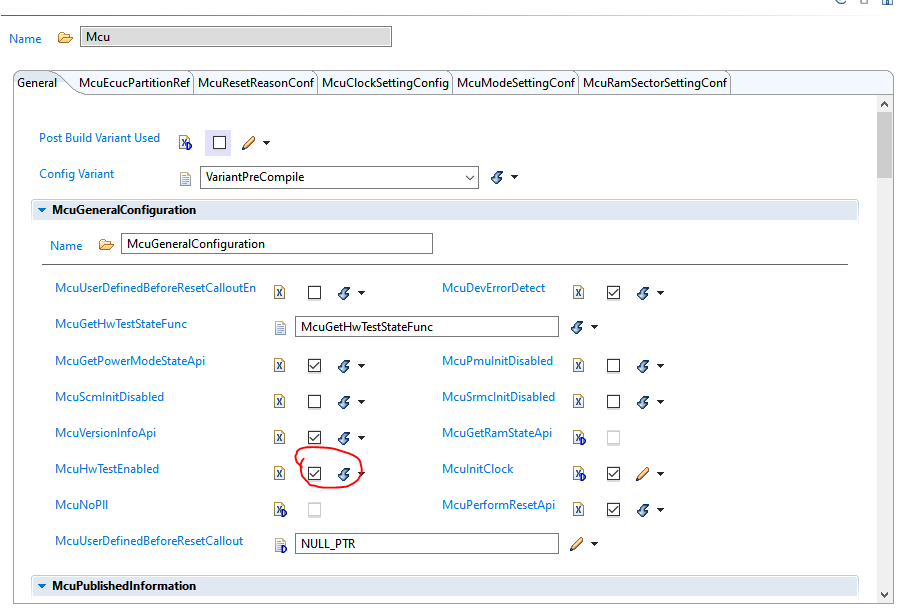 Name Mcu
General McuEcucPartitionRef McuResetReasonConf McuClockSettingConfig McuModeSettingConf McuRamSectorSettingConf
Post Build Variant Used
Config Variant VariantPreCompile
McuGeneralConfiguration
Name McuGeneralConfiguration
McuUserDefinedBeforeResetCalloutEn McuDevErrorDetect
McuGetHwTestStateFunc McuGetHwTestStateFunc
McuGetPowerModeStateApi McuPmuInitDisabled
McuScmInitDisabled McuSrmcInitDisabled
McuVersionInfoApi McuGetRamStateApi
McuHwTestEnabled McuInitClock
McuNoPll McuPerformResetApi
McuUserDefinedBeforeResetCallout NULL_PTR
McuPublishedInformation